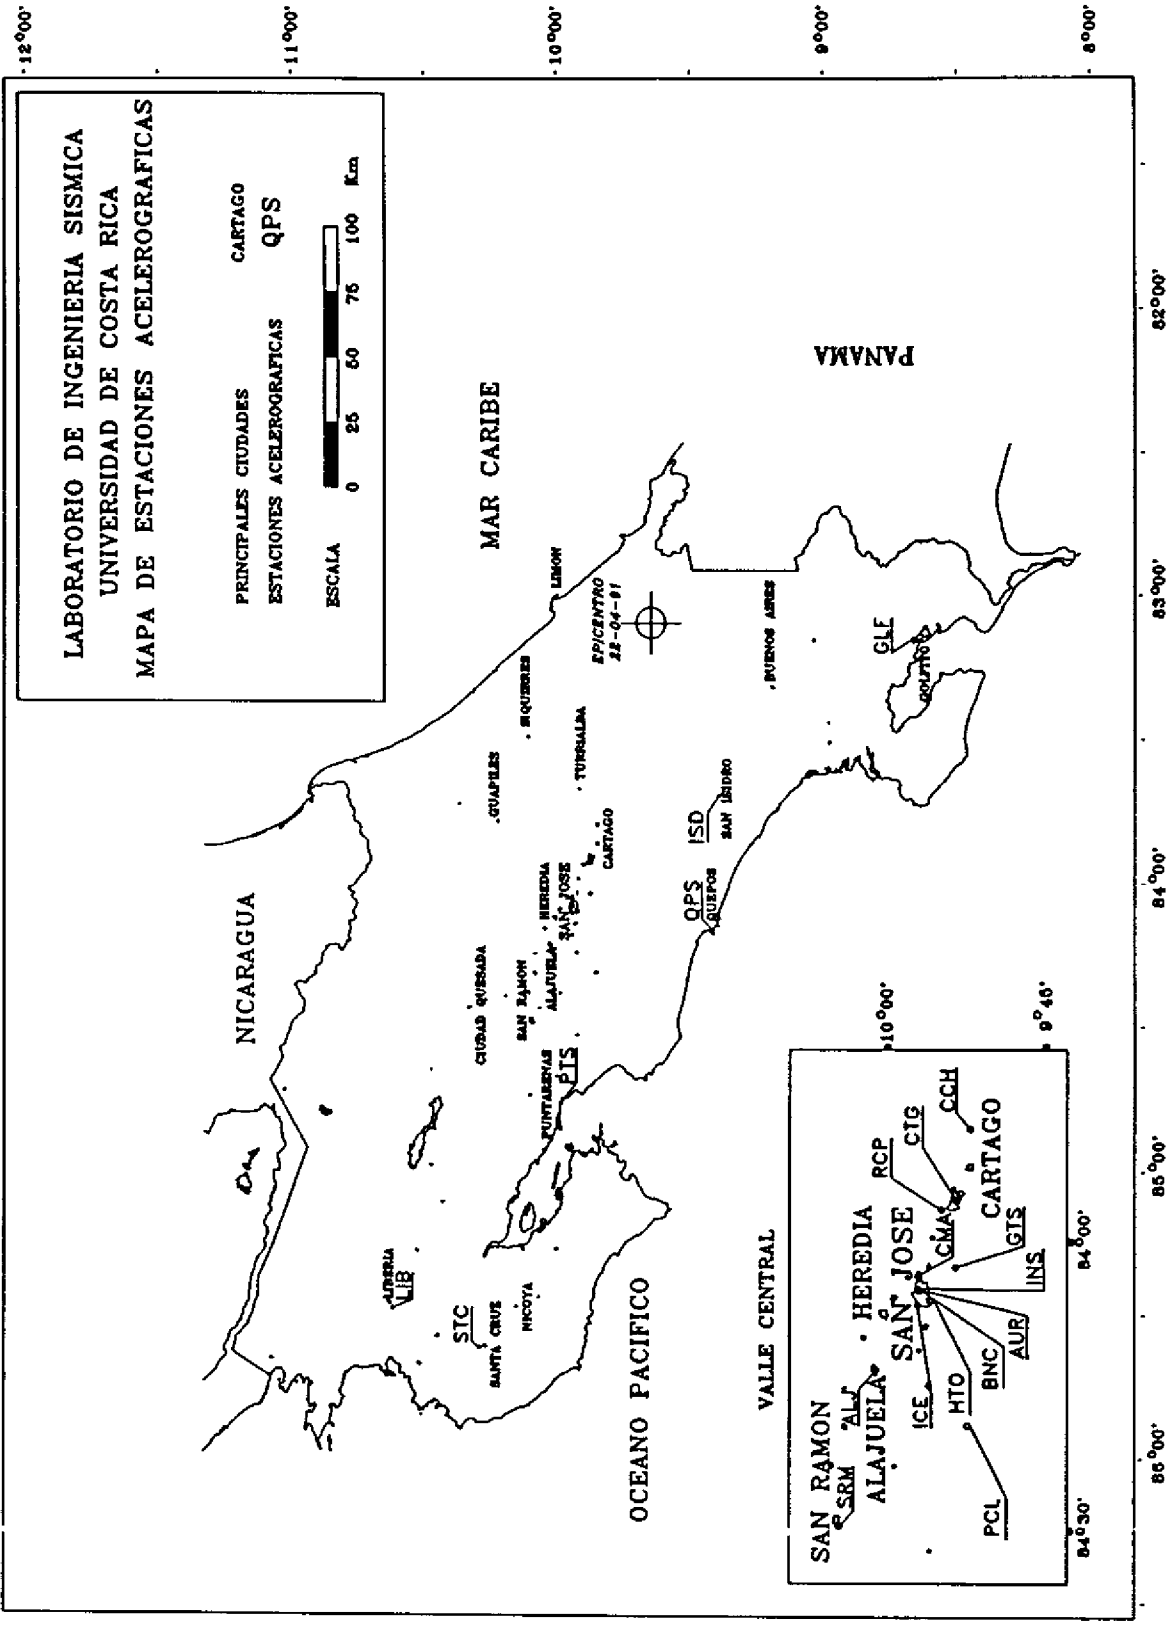 LABORATORIO DE INGENIERIA SISMICA
UNIVERSIDAD DE COSTA RICA
MAPA DE ESTACIONES ACELEROGRAFICAS
PRINCIPALES CIUDADES CARTAGO
ESTACIONES ACELEROGRAFICAS QPS
ESCALA
0 25 50 75 100 Km
12°00'
11°00'
10°00'
9°00'
8°00'
NICARAGUA
MAR CARIBE
PANAMA
OCEANO PACIFICO
LIBERIA
LIB
STC
SANTA CRUZ
NICOYA
CIUDAD QUESADA
SAN RAMON
ALAJUELA
HEREDIA
SAN JOSE
PUNTARENAS
PTS
GUAPILES
SIQUIRRES
TURRIALBA
CARTAGO
LIMON
EPICENTRO
22-04-91
QPS
QUEPOS
ISD
SAN ISIDRO
BUENOS AIRES
GLF
GOLFITO
VALLE CENTRAL
SAN RAMON
SRM
ALJ
ALAJUELA
HEREDIA
SAN JOSE
RCP
CTG
CCH
CMA
CARTAGO
GTS
INS
ICE
HTO
BNC
AUR
PCL
10°00'
9°45'
84°30'
84°00'
86°00'
85°00'
84°00'
83°00'
82°00'